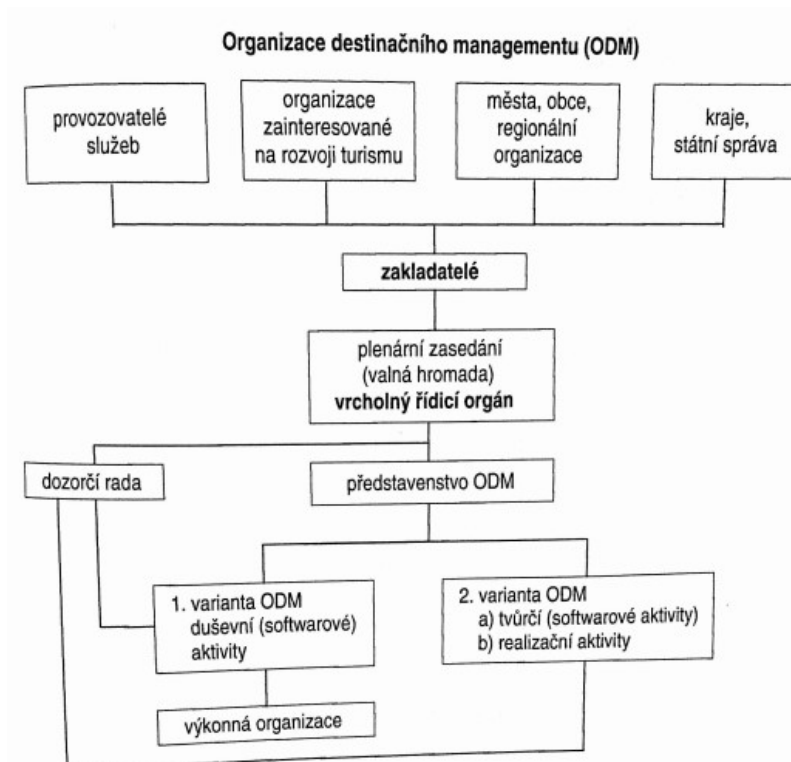 Organizace destinačního managementu (ODM)
provozovatelé
služeb
organizace
zainteresované
na rozvoji turismu
města, obce,
regionální
organizace
kraje,
státní správa
zakladatelé
plenární zasedání
(valná hromada)
vrcholný řídicí orgán
dozorčí rada
představenstvo ODM
1. varianta ODM
duševní (softwarové)
aktivity
2. varianta ODM
a) tvůrčí (softwarové aktivity)
b) realizační aktivity
výkonná organizace